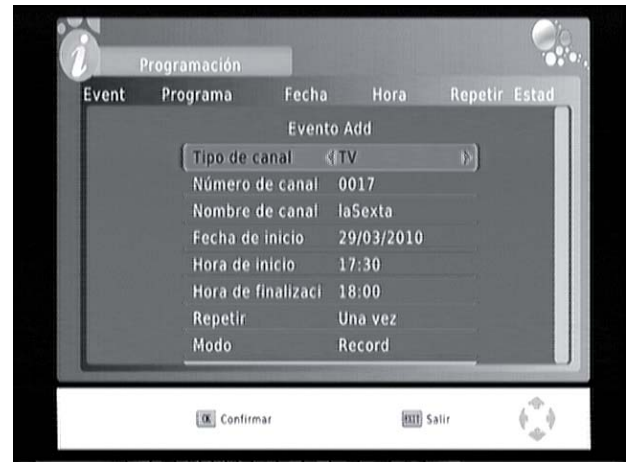 Programación
Event Programa Fecha Hora Repetir Estad
Evento Add
Tipo de canal TV
Número de canal 0017
Nombre de canal laSexta
Fecha de inicio 29/03/2010
Hora de inicio 17:30
Hora de finalizaci 18:00
Repetir Una vez
Modo Record
OK Confirmar EXIT Salir